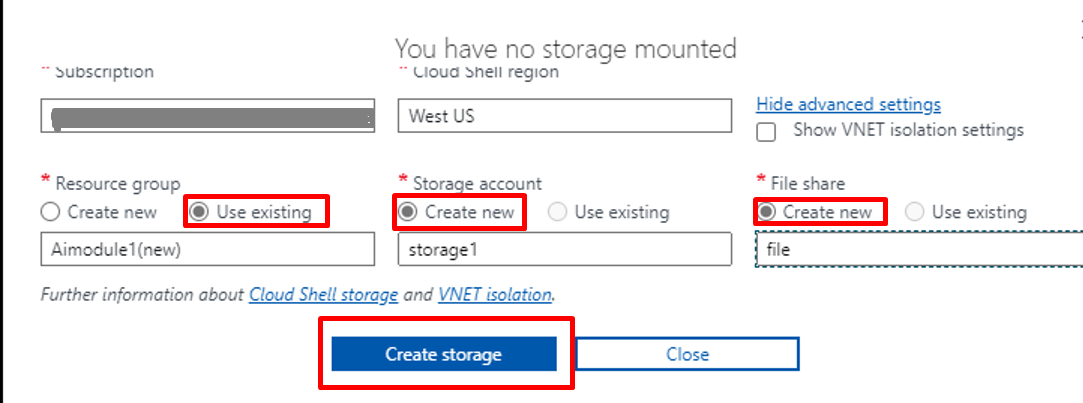 You have no storage mounted
* Subscription
* Cloud Shell region
West US
Hide advanced settings
Show VNET isolation settings
* Resource group
Create new
Use existing
Aimodule1(new)
* Storage account
Create new
Use existing
storage1
* File share
Create new
Use existing
file
Further information about Cloud Shell storage and VNET isolation.
Create storage
Close